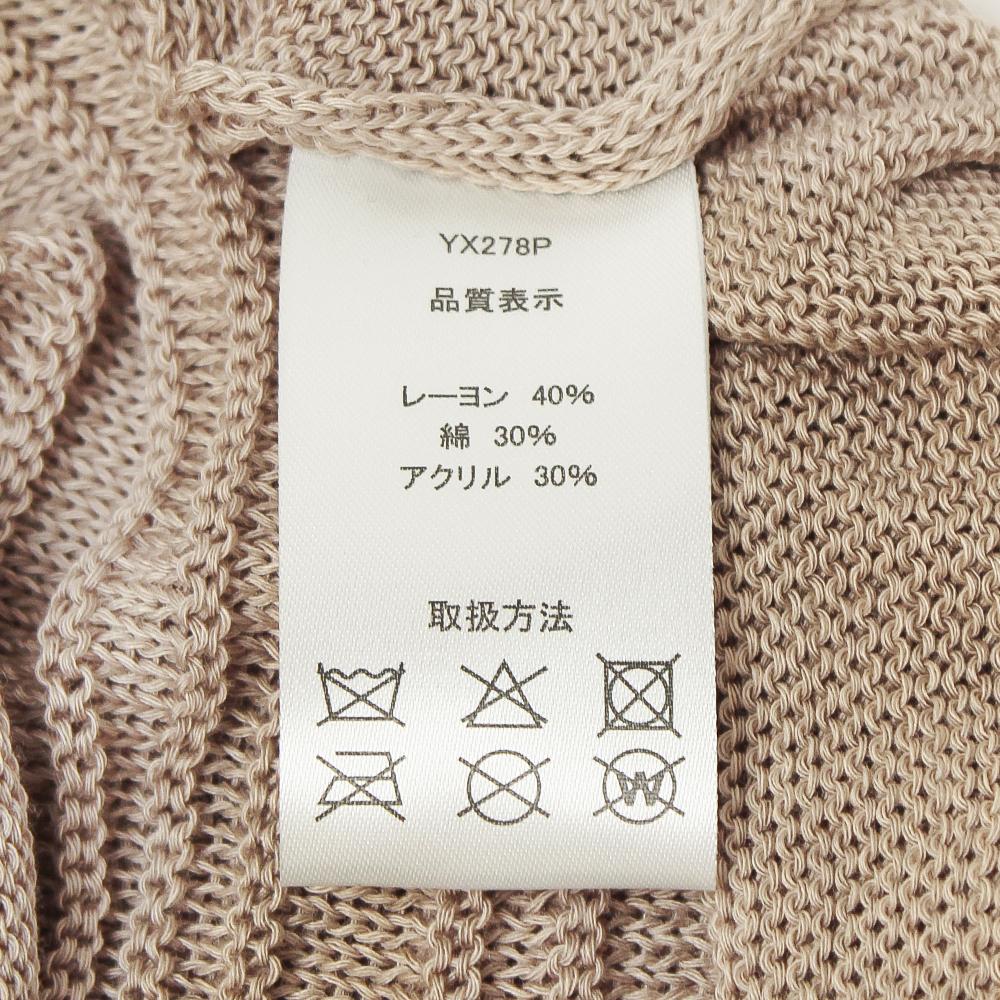 YX278P
品質表示
レーヨン 40%
綿 30%
アクリル 30%
取扱方法
W